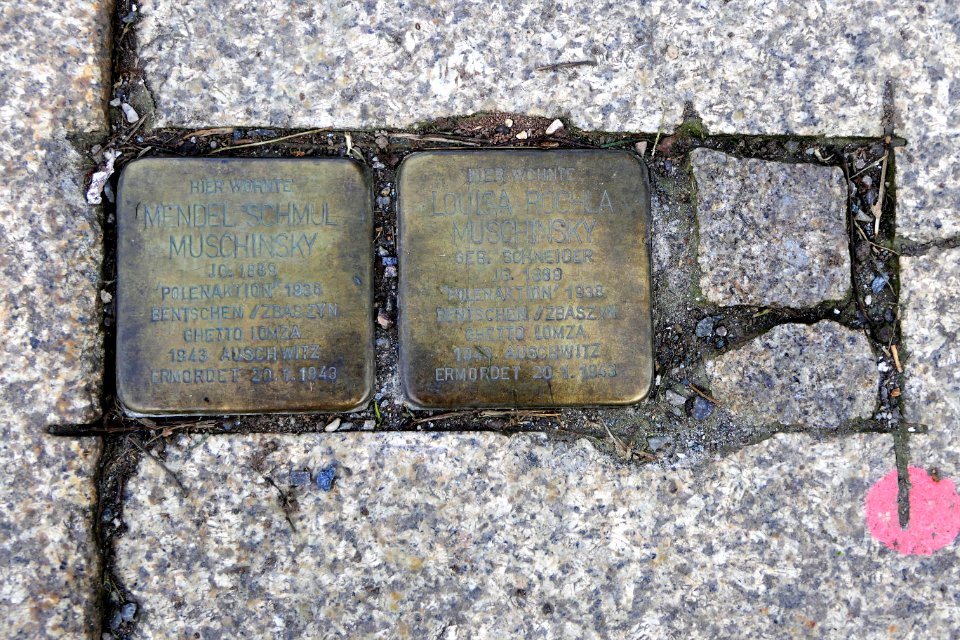 HIER WOHNTE
MENDEL SCHMUL
MUSCHINSKY
JG. 1889
"POLENAKTION" 1938
BENTSCHEN / ZBASZYN
GHETTO LOMZA
1943 AUSCHWITZ
ERMORDET 20.1.1943
HIER WOHNTE
LOUISA ROCHLA
MUSCHINSKY
GEB. SCHNEIDER
JG. 1889
"POLENAKTION" 1938
BENTSCHEN / ZBASZYN
GHETTO LOMZA
1943 AUSCHWITZ
ERMORDET 20.1.1943